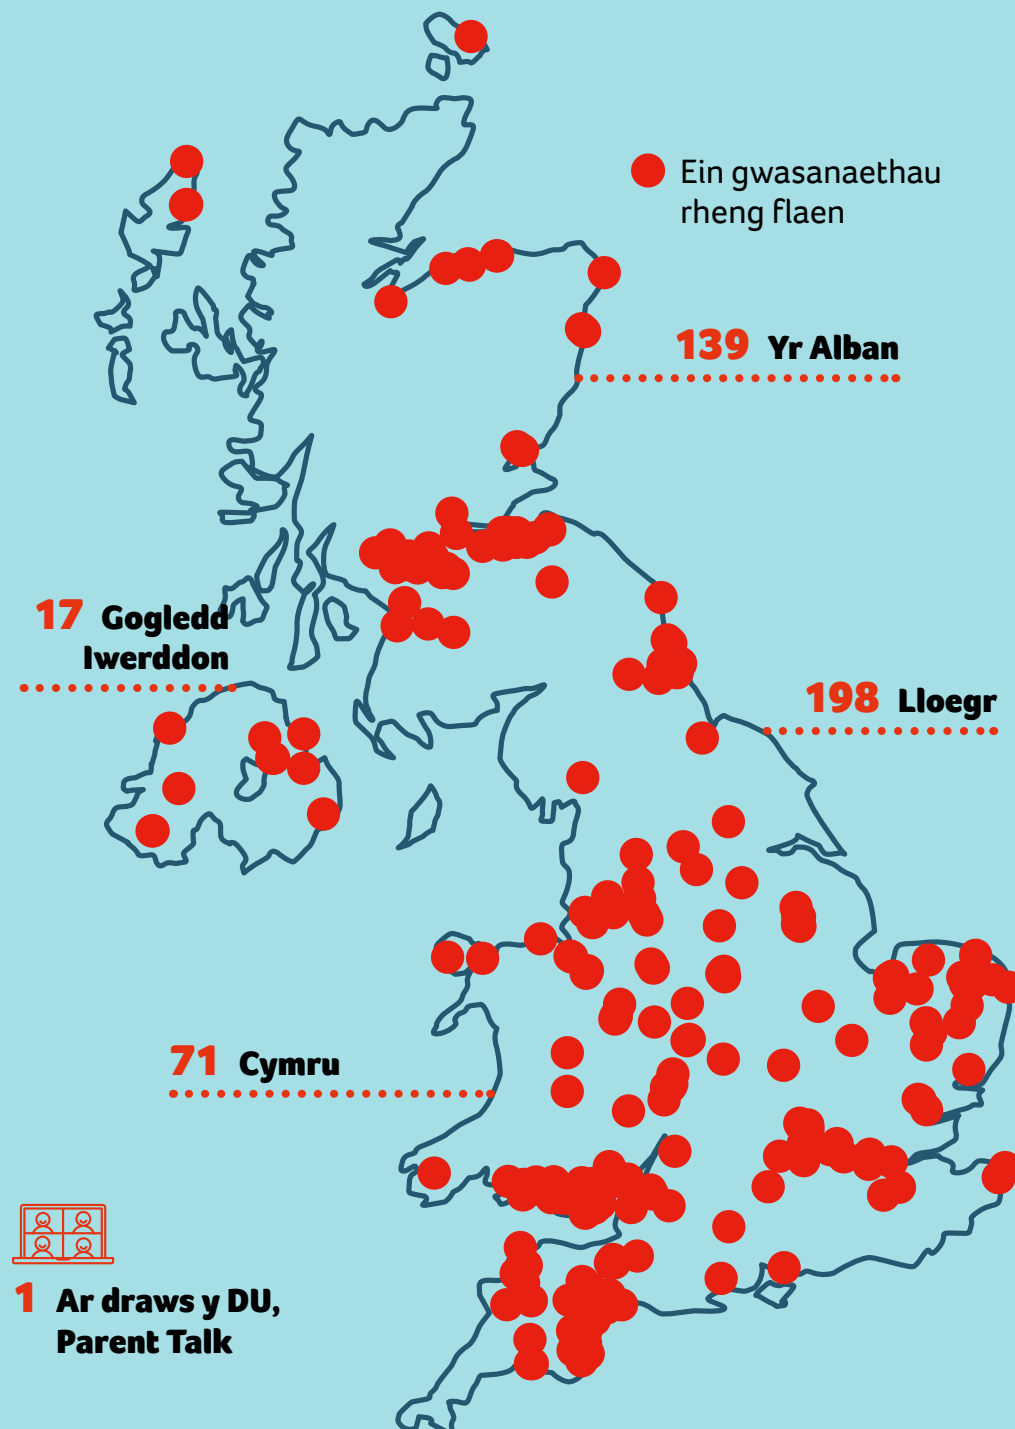 Ein gwasanaethau
rheng flaen
139 Yr Alban
17 Gogledd
Iwerddon
198 Lloegr
71 Cymru
1 Ar draws y DU,
Parent Talk